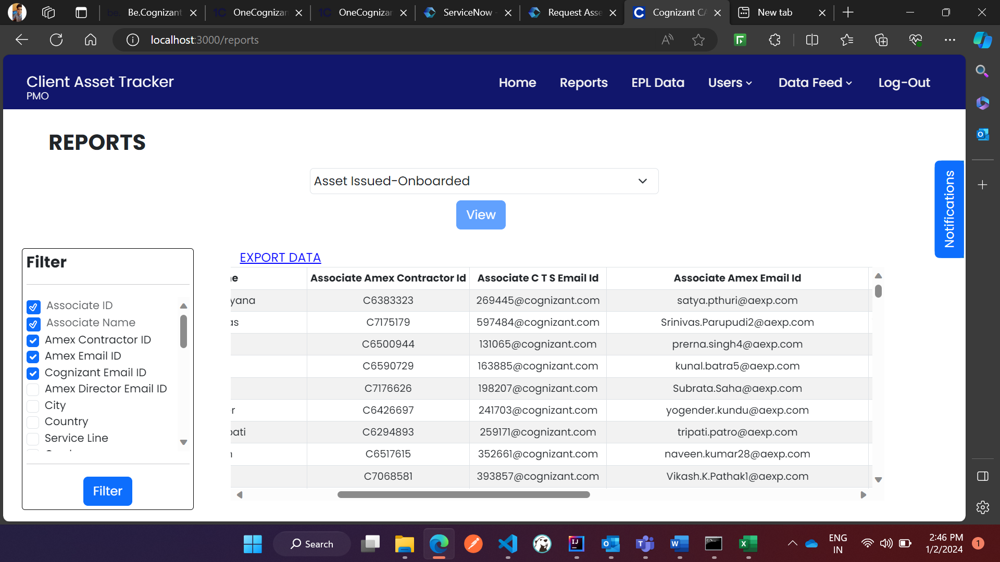 be. Be.Cognizant
1C OneCognizan
1C OneCognizar
ServiceNow -
Request Asse
Cognizant CA
New tab
localhost:3000/reports
Client Asset Tracker
PMO
Home Reports EPL Data Users Data Feed Log-Out
REPORTS
Asset Issued-Onboarded
View
Notifications
Filter
Associate ID
Associate Name
Amex Contractor ID
Amex Email ID
Cognizant Email ID
Amex Director Email ID
City
Country
Service Line
Filter
EXPORT DATA
e Associate Amex Contractor Id Associate C T S Email Id Associate Amex Email Id
yana C6383323 269445@cognizant.com satya.pthuri@aexp.com
as C7175179 597484@cognizant.com Srinivas.Parupudi2@aexp.com
C6500944 131065@cognizant.com prerna.singh4@aexp.com
C6590729 163885@cognizant.com kunal.batra5@aexp.com
C7176626 198207@cognizant.com Subrata.Saha@aexp.com
r C6426697 241703@cognizant.com yogender.kundu@aexp.com
pati C6294893 259171@cognizant.com tripati.patro@aexp.com
C6517615 352661@cognizant.com naveen.kumar28@aexp.com
C7068581 393857@cognizant.com Vikash.K.Pathak1@aexp.com
Search
ENG
IN
2:46 PM
1/2/2024
1